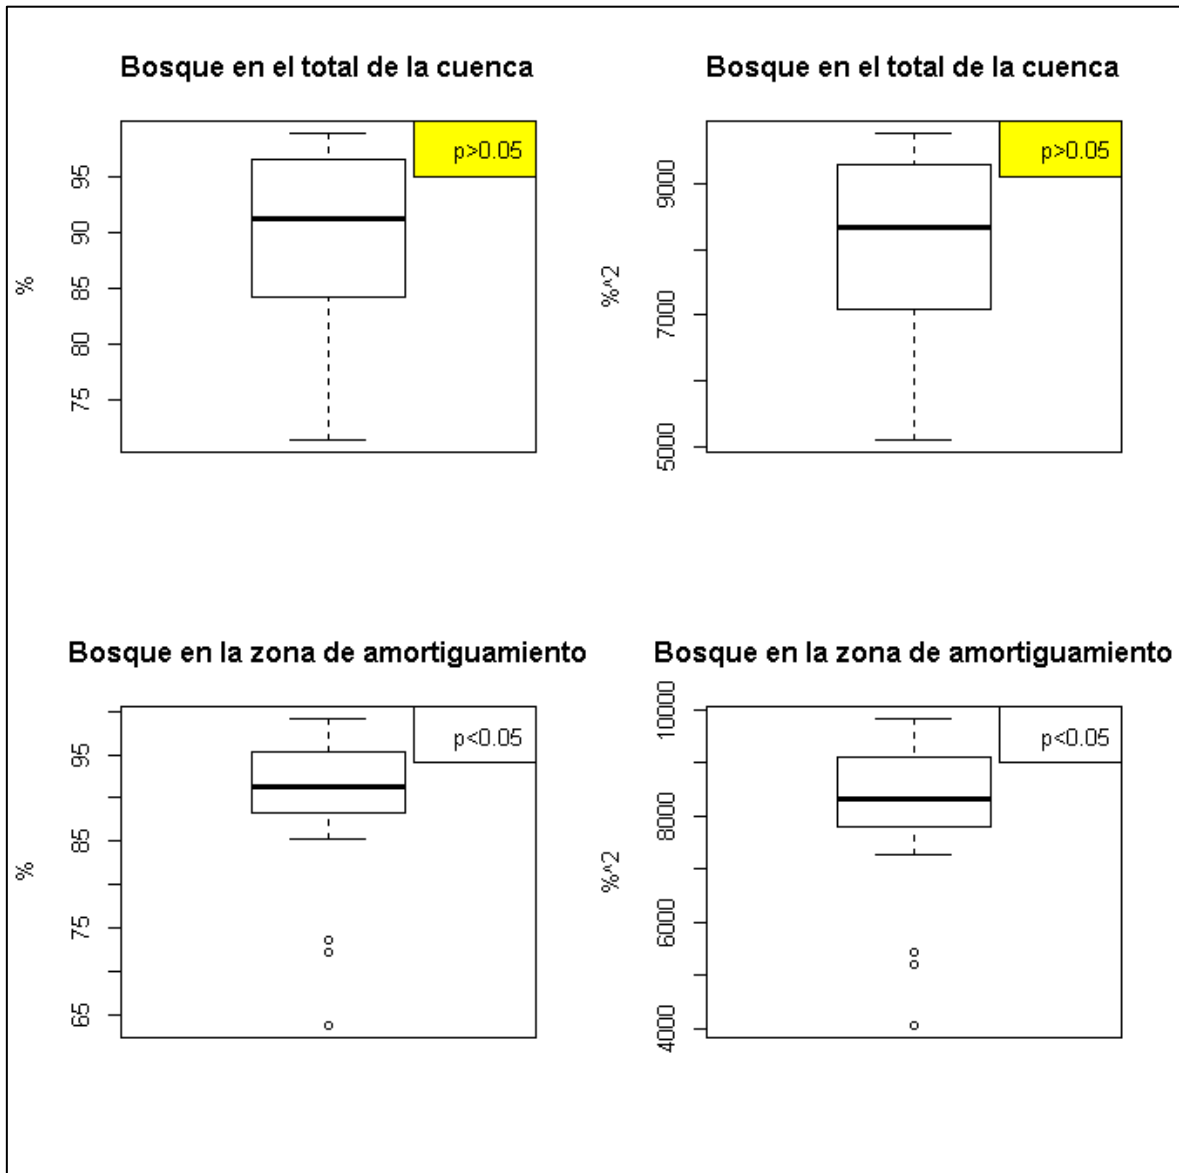 Bosque en el total de la cuenca
p>0.05
95
90
85
80
75
%
Bosque en el total de la cuenca
p>0.05
9000
7000
5000
%^2
Bosque en la zona de amortiguamiento
p<0.05
95
85
75
65
%
Bosque en la zona de amortiguamiento
p<0.05
10000
8000
6000
4000
%^2